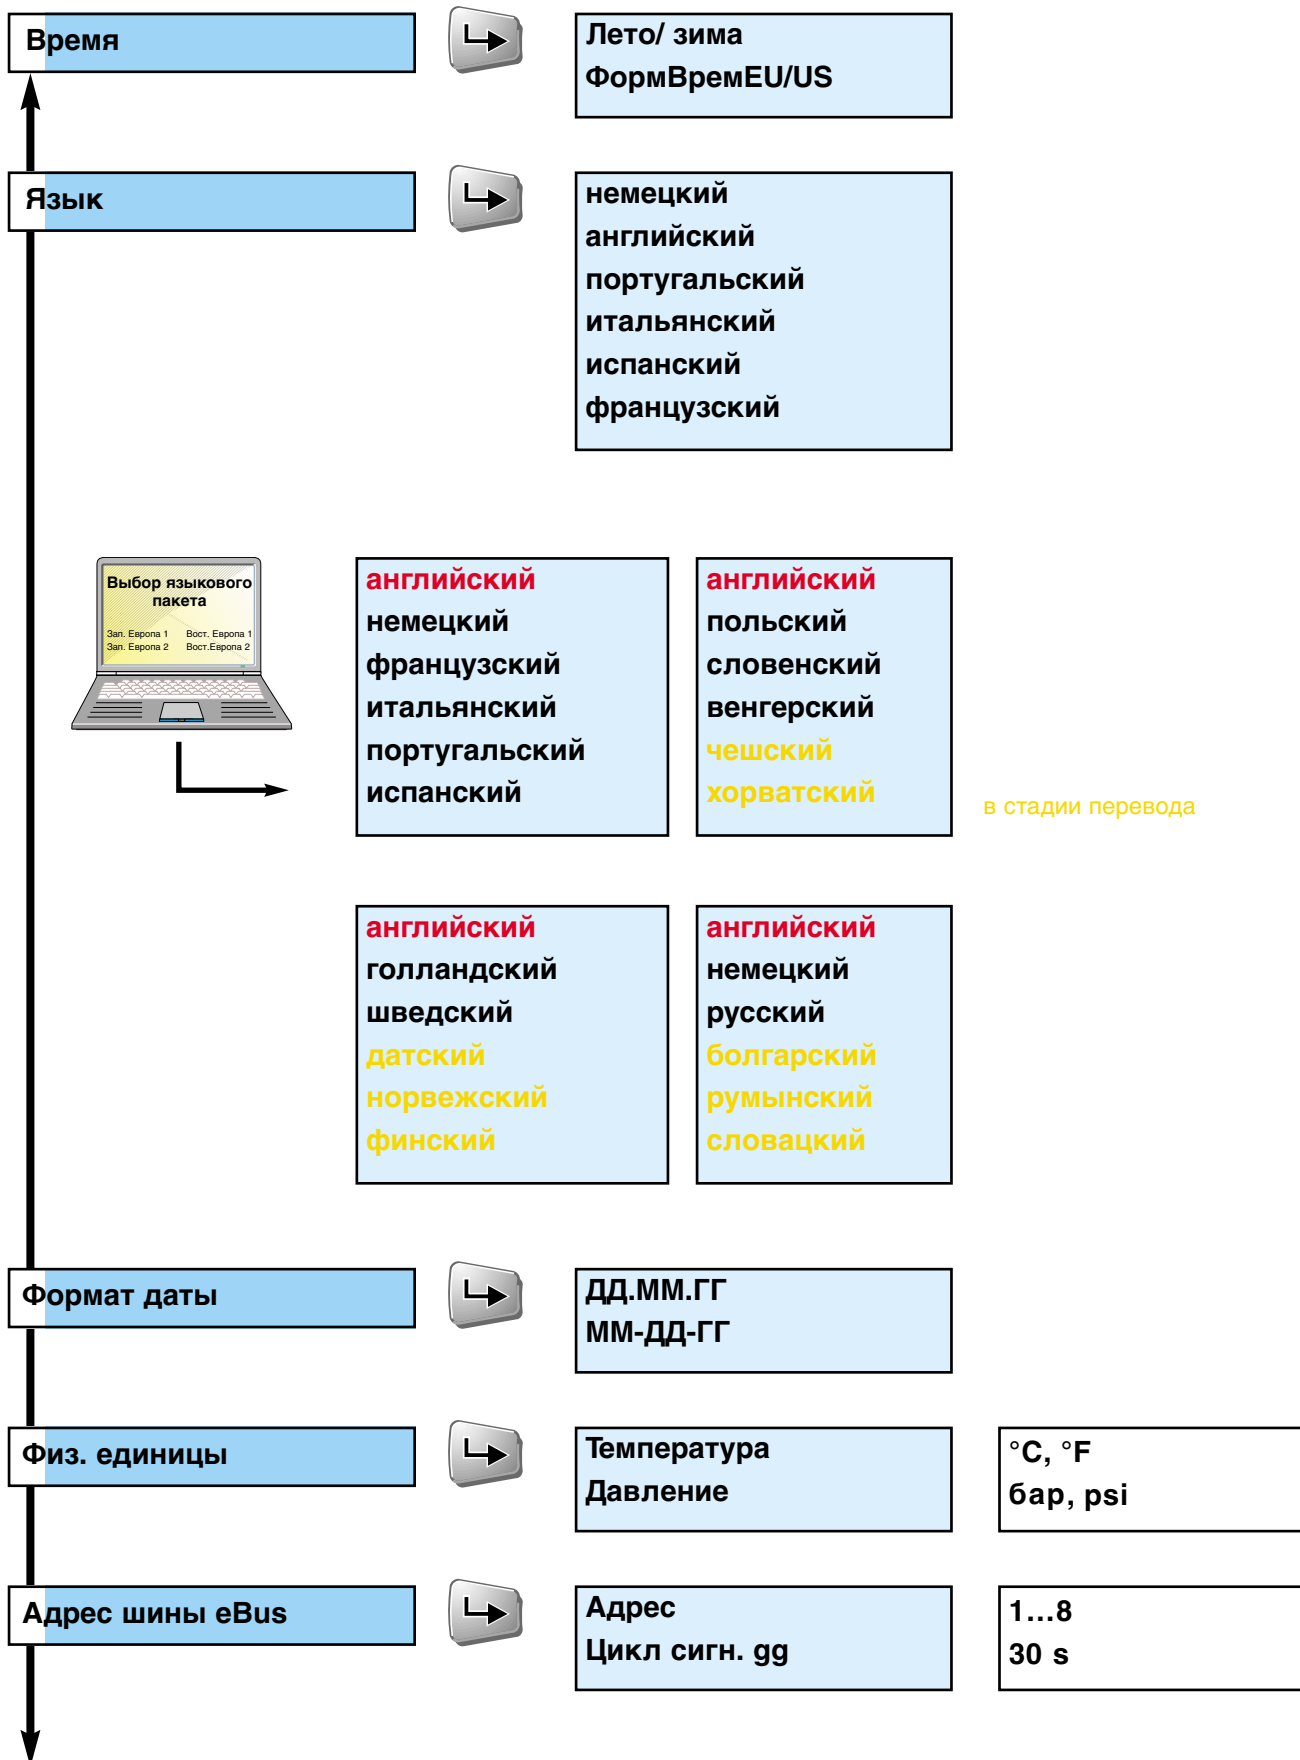 Время
Лето/ зима
ФормВремEU/US
Язык
немецкий
английский
португальский
итальянский
испанский
французский
Выбор языкового
пакета
Зап. Европа 1 Вост. Европа 1
Зап. Европа 2 Вост.Европа 2
английский
немецкий
французский
итальянский
португальский
испанский
английский
польский
словенский
венгерский
чешский
хорватский
в стадии перевода
английский
голландский
шведский
датский
норвежский
финский
английский
немецкий
русский
болгарский
румынский
словацкий
Формат даты
ДД.ММ.ГГ
ММ-ДД-ГГ
Физ. единицы
Температура
Давление
°C, °F
бар, psi
Адрес шины eBus
Адрес
Цикл сигн. gg
1...8
30 s